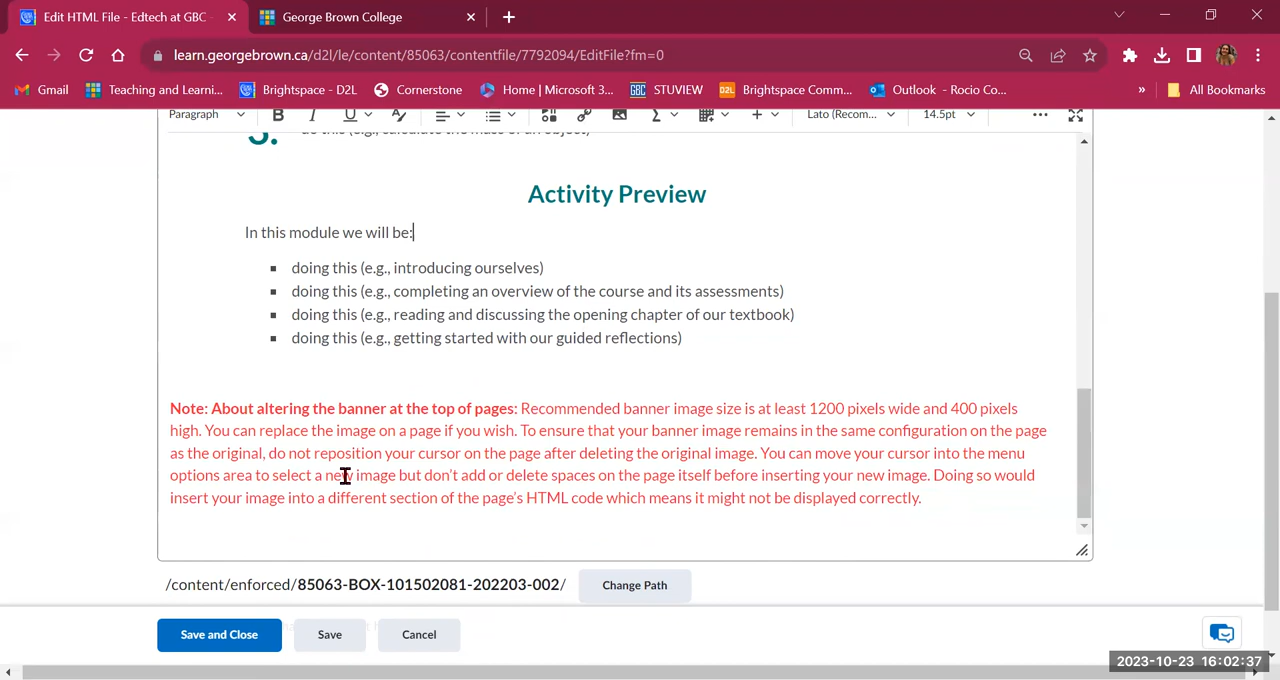 Edit HTML File - Edtech at GBC -
George Brown College
learn.georgebrown.ca/d2l/le/content/85063/contentfile/7792094/EditFile?fm=0
Gmail
Teaching and Learni...
Brightspace - D2L
Cornerstone
Home | Microsoft 3...
GBC
STUVIEW
D2L
Brightspace Comm...
Outlook - Rocio Co...
»
All Bookmarks
Paragraph
B
I
U
Lato (Recom...
14.5pt
3. do this (e.g., calculate the mass of an object)
Activity Preview
In this module we will be:
▪ doing this (e.g., introducing ourselves)
▪ doing this (e.g., completing an overview of the course and its assessments)
▪ doing this (e.g., reading and discussing the opening chapter of our textbook)
▪ doing this (e.g., getting started with our guided reflections)
Note: About altering the banner at the top of pages: Recommended banner image size is at least 1200 pixels wide and 400 pixels
high. You can replace the image on a page if you wish. To ensure that your banner image remains in the same configuration on the page
as the original, do not reposition your cursor on the page after deleting the original image. You can move your cursor into the menu
options area to select a new image but don't add or delete spaces on the page itself before inserting your new image. Doing so would
insert your image into a different section of the page's HTML code which means it might not be displayed correctly.
/content/enforced/85063-BOX-101502081-202203-002/
Change Path
Save and Close
Save
Cancel
2023-10-23 16:02:37